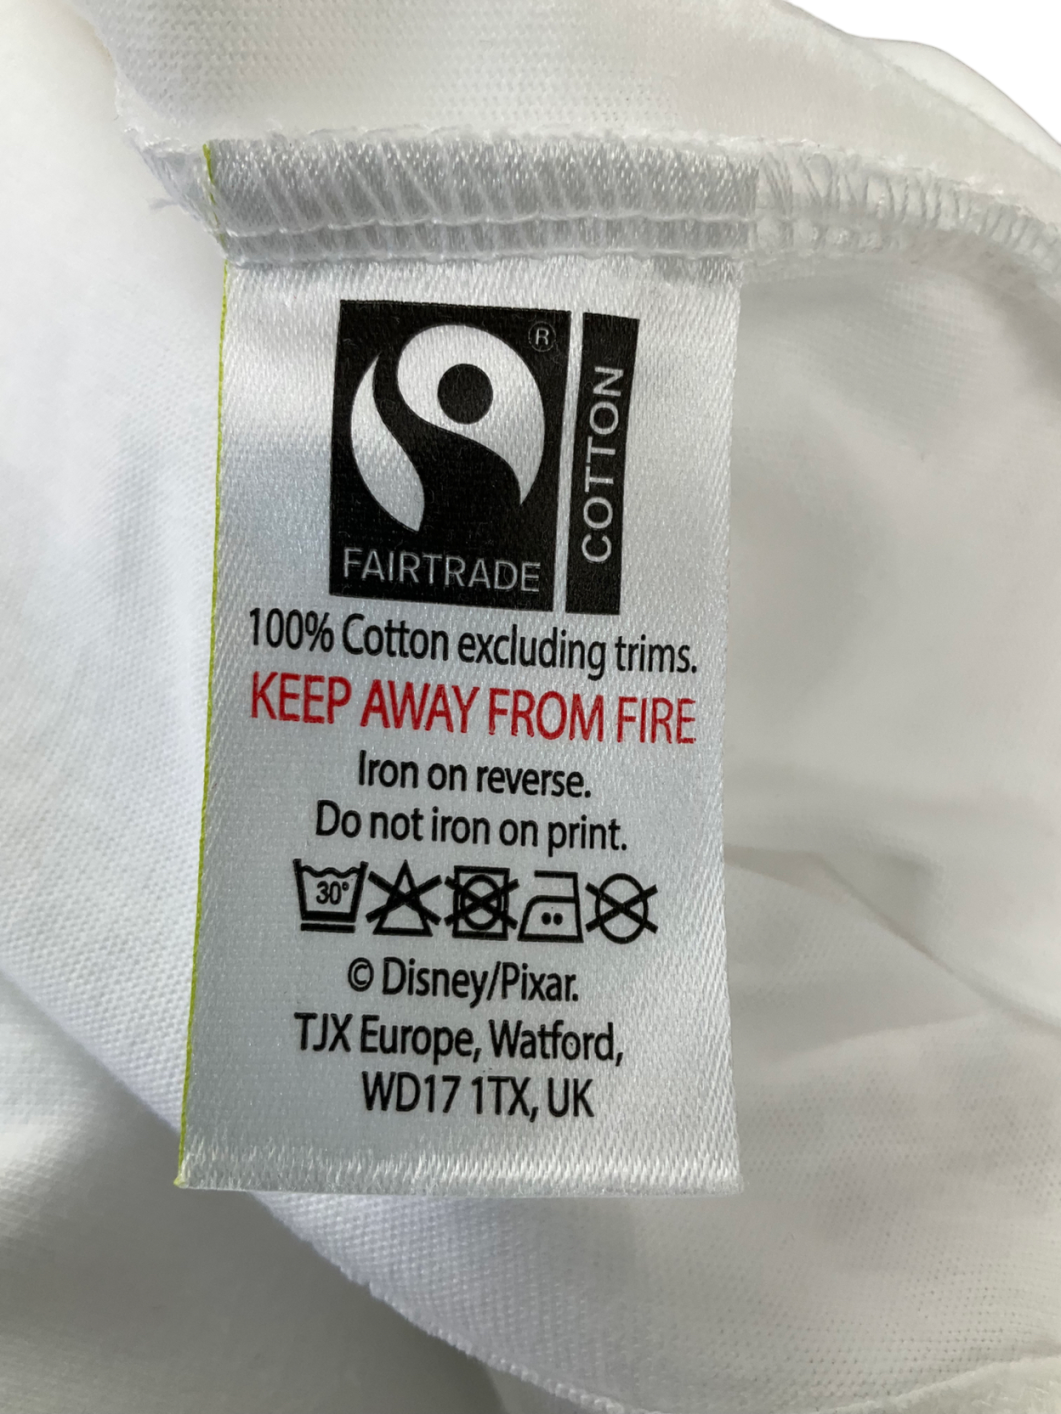 ®
COTTON
FAIRTRADE
100% Cotton excluding trims.
KEEP AWAY FROM FIRE
Iron on reverse.
Do not iron on print.
30°
© Disney/Pixar.
TJX Europe, Watford,
WD17 1TX, UK